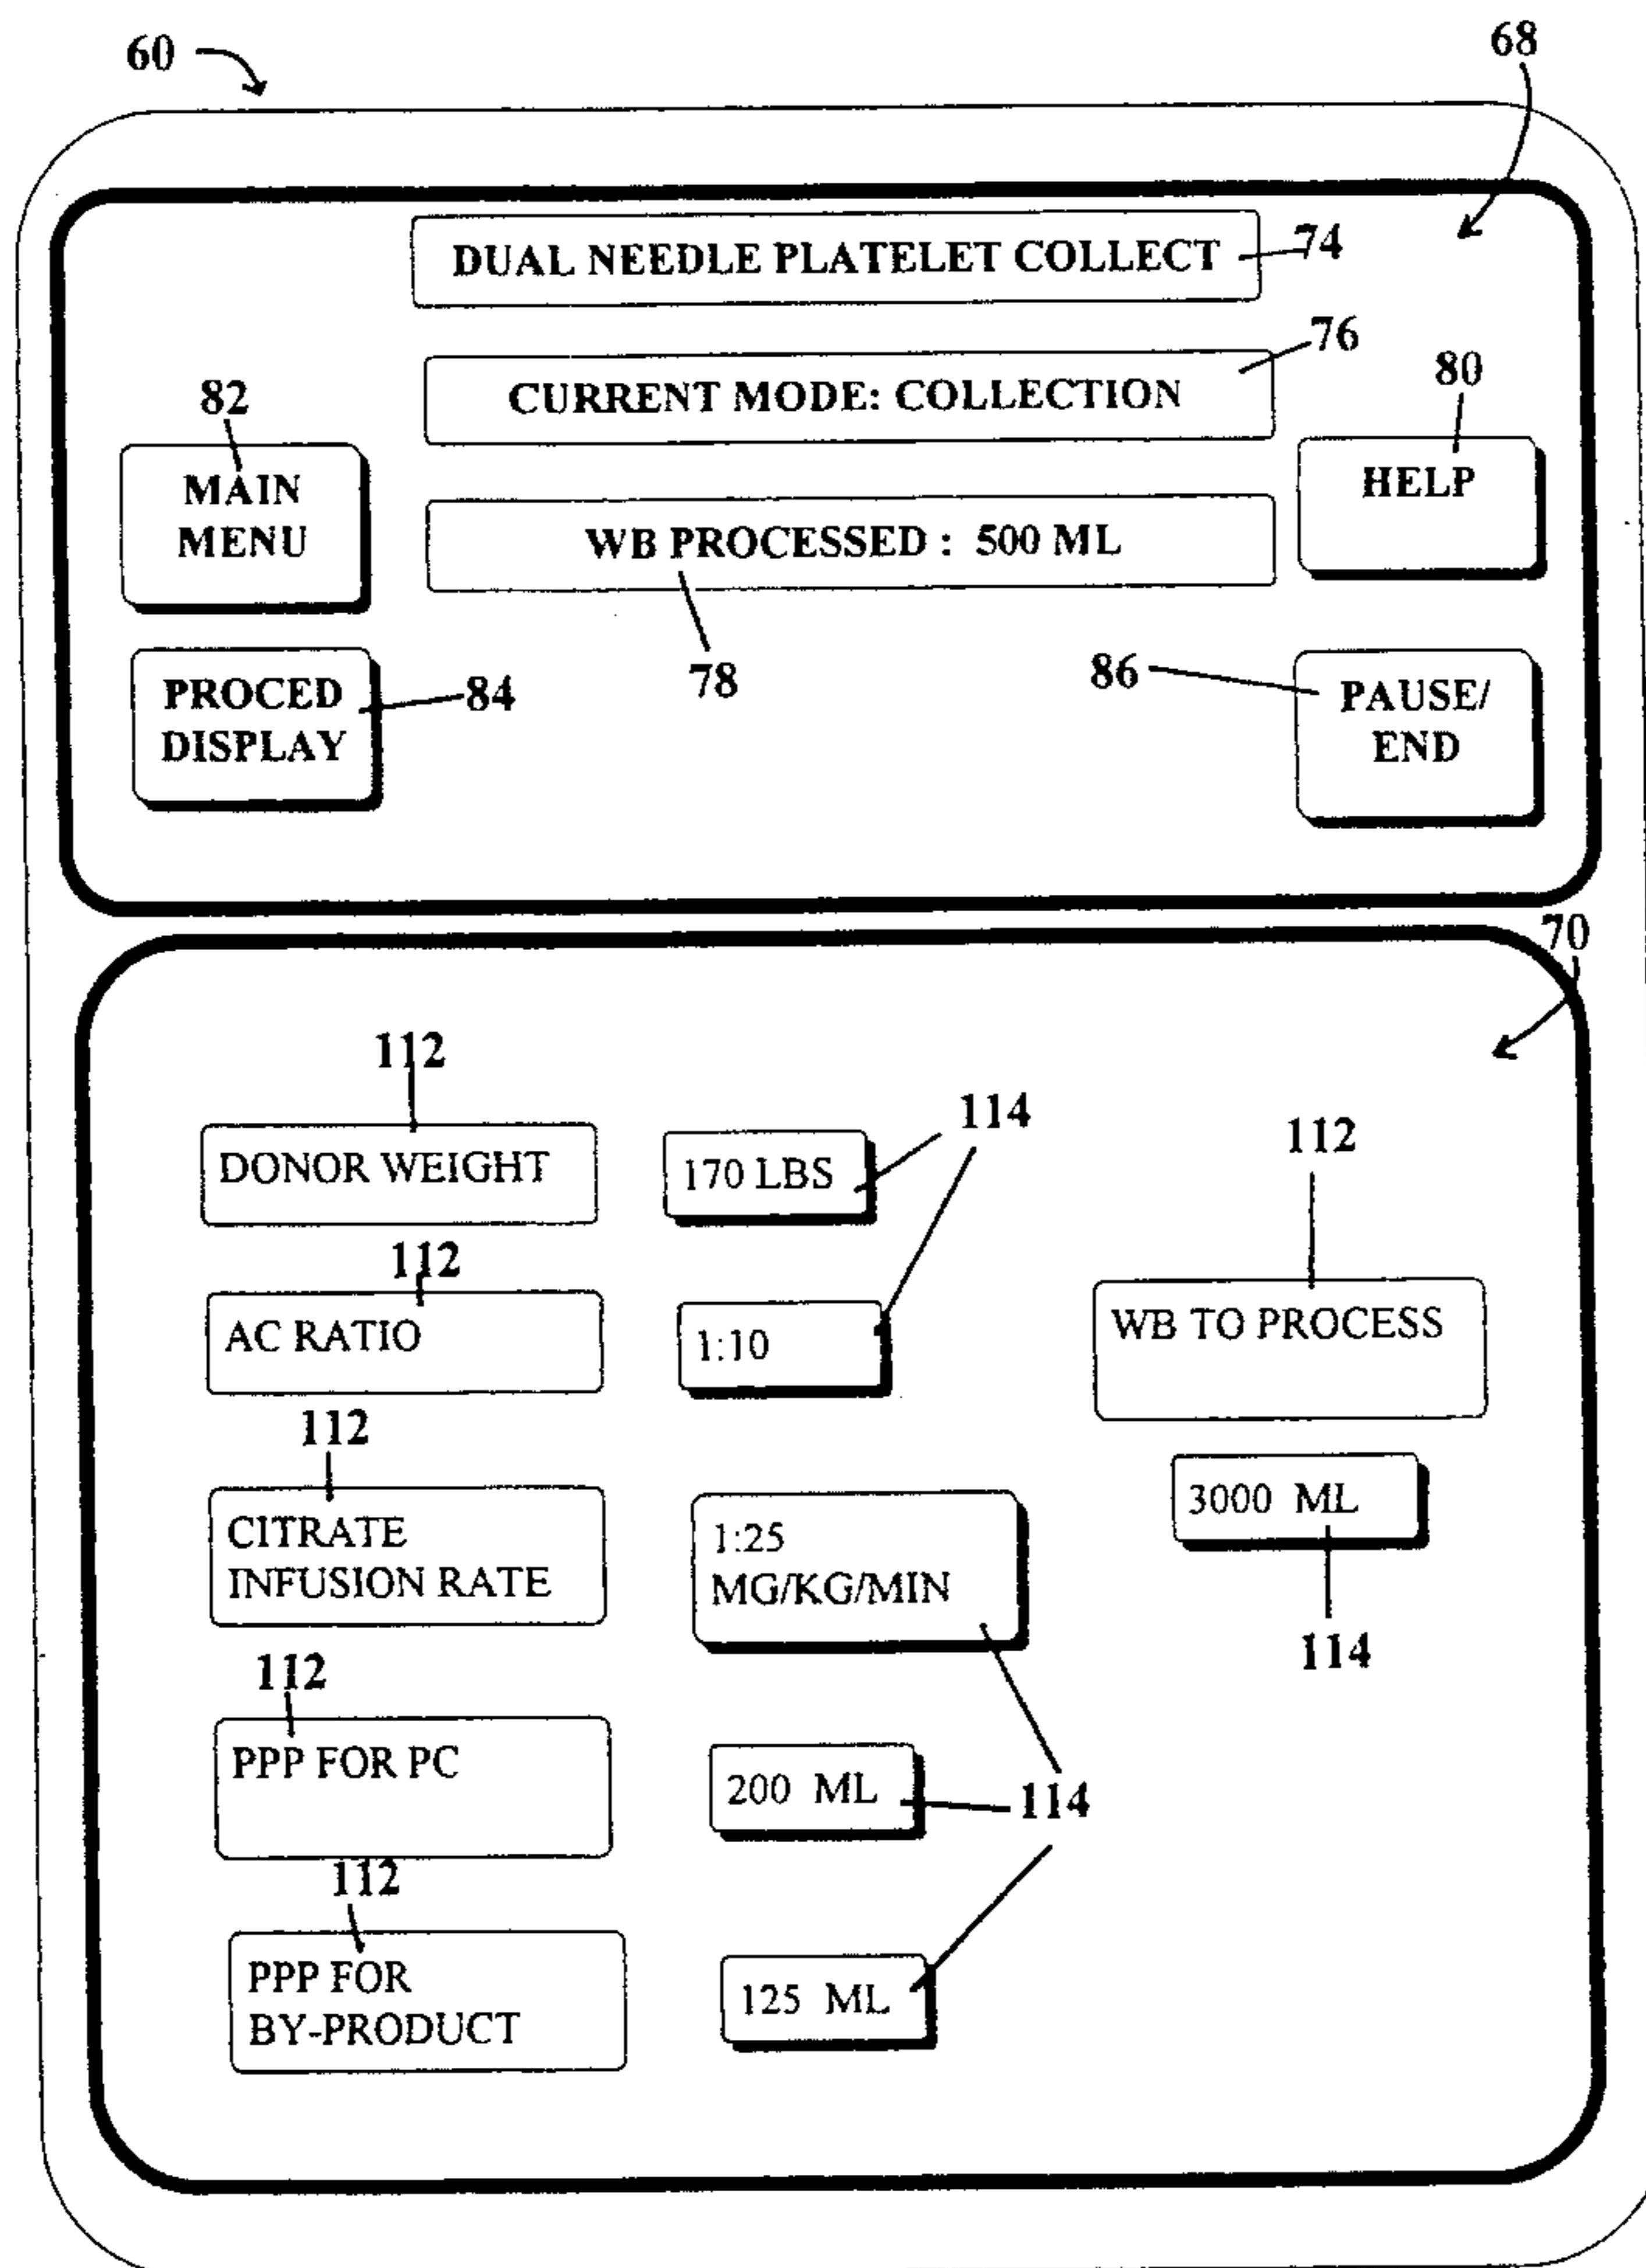 60
68
DUAL NEEDLE PLATELET COLLECT
74
76
CURRENT MODE: COLLECTION
82
80
MAIN
MENU
HELP
WB PROCESSED : 500 ML
78
PROCED
DISPLAY
84
86
PAUSE/
END
70
112
DONOR WEIGHT
170 LBS
114
112
112
AC RATIO
1:10
WB TO PROCESS
112
CITRATE
INFUSION RATE
1:25
MG/KG/MIN
3000 ML
114
112
PPP FOR PC
200 ML
114
112
PPP FOR
BY-PRODUCT
125 ML